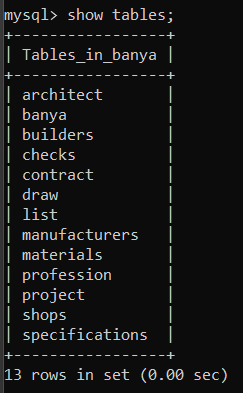 mysql> show tables;
+-----------------+
| Tables_in_banya |
+-----------------+
| architect       |
| banya           |
| builders        |
| checks          |
| contract        |
| draw            |
| list            |
| manufacturers   |
| materials       |
| profession      |
| project         |
| shops           |
| specifications  |
+-----------------+
13 rows in set (0.00 sec)